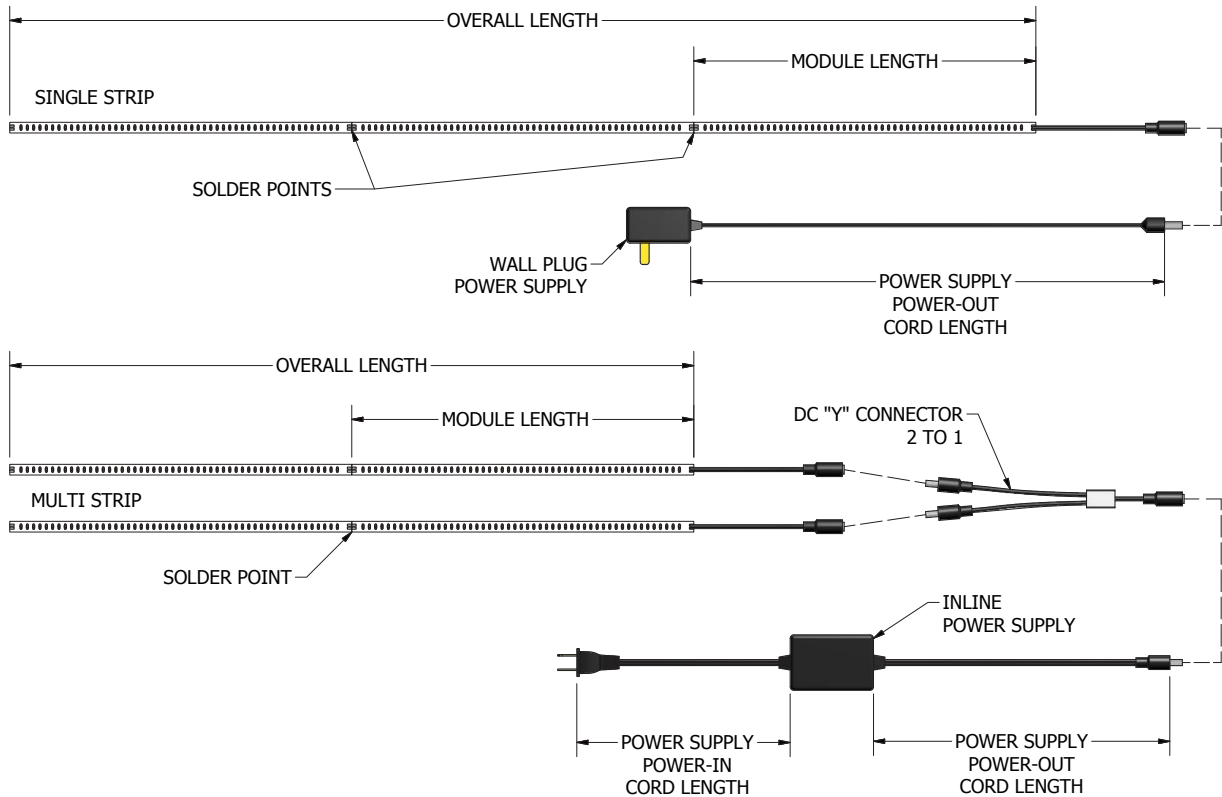 OVERALL LENGTH
MODULE LENGTH
SINGLE STRIP
SOLDER POINTS
WALL PLUG
POWER SUPPLY
POWER SUPPLY
POWER-OUT
CORD LENGTH
OVERALL LENGTH
MODULE LENGTH
DC "Y" CONNECTOR
2 TO 1
MULTI STRIP
SOLDER POINT
INLINE
POWER SUPPLY
POWER SUPPLY
POWER-IN
CORD LENGTH
POWER SUPPLY
POWER-OUT
CORD LENGTH